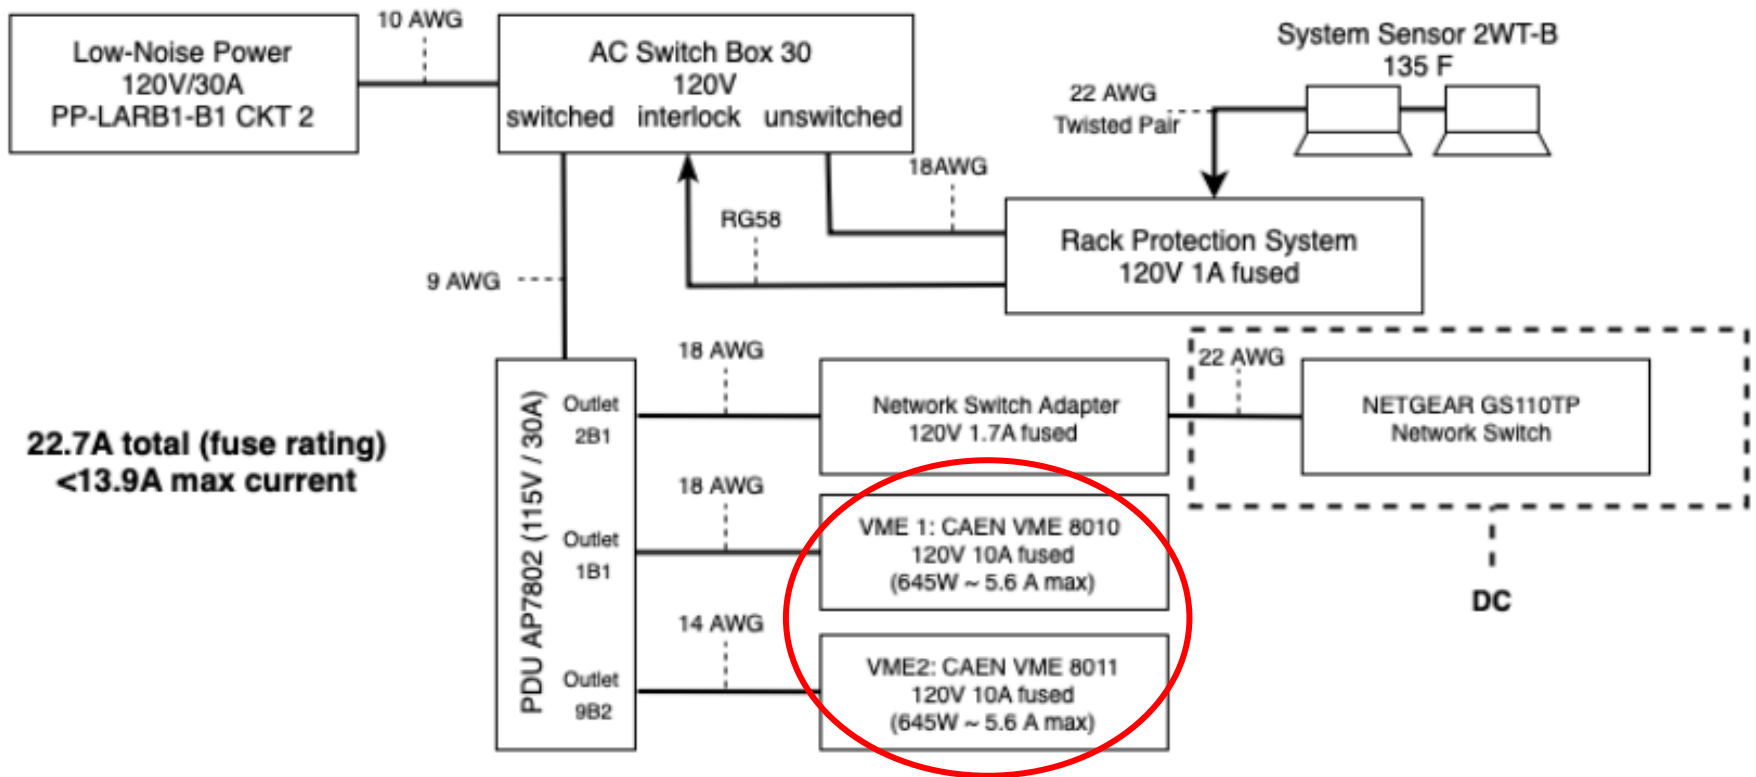 Low-Noise Power
120V/30A
PP-LARB1-B1 CKT 2
10 AWG
AC Switch Box 30
120V
switched interlock unswitched
System Sensor 2WT-B
135 F
22 AWG
Twisted Pair
18AWG
RG58
Rack Protection System
120V 1A fused
9 AWG
22.7A total (fuse rating)
<13.9A max current
PDU AP7802 (115V / 30A)
Outlet
2B1
18 AWG
Network Switch Adapter
120V 1.7A fused
22 AWG
NETGEAR GS110TP
Network Switch
Outlet
1B1
18 AWG
VME 1: CAEN VME 8010
120V 10A fused
(645W ~ 5.6 A max)
Outlet
9B2
14 AWG
VME2: CAEN VME 8011
120V 10A fused
(645W ~ 5.6 A max)
DC